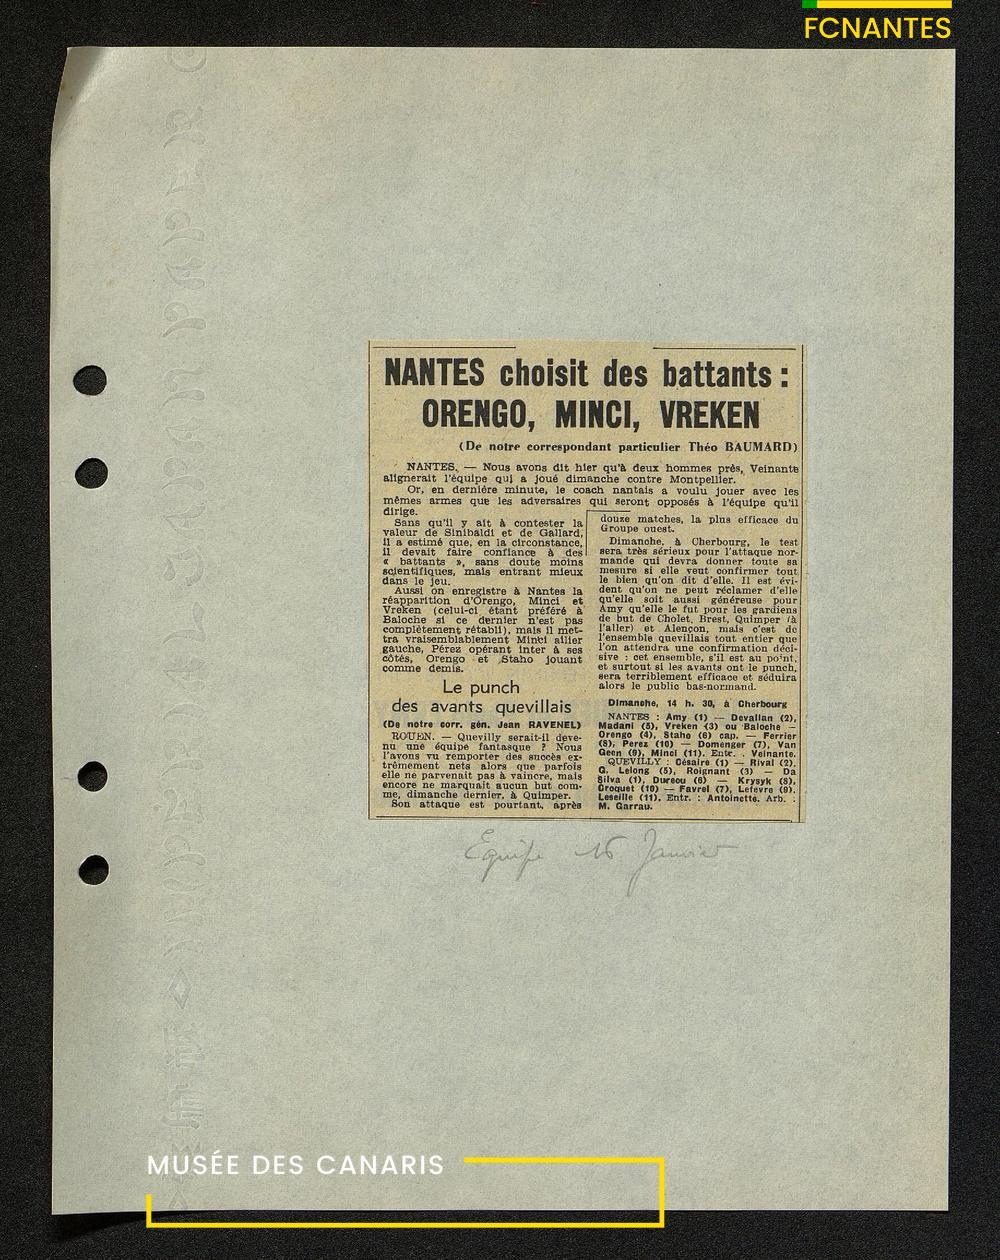 FCNANTES
NANTES choisit des battants :
ORENGO, MINCI, VREKEN
(De notre correspondant particulier Théo BAUMARD)
NANTES. — Nous avons dit hier qu'à deux hommes près, Veinante
alignerait l'équipe qui a joué dimanche contre Montpellier.
Or, en dernière minute, le coach nantais a voulu jouer avec les
mêmes armes que les adversaires qui seront opposés à l'équipe qu'il
dirige.
Sans qu'il y ait à contester la
valeur de Sinibaldi et de Gallard,
il a estimé que, en la circonstance,
il devait faire confiance à des
« battants », sans doute moins
scientifiques, mais entrant mieux
dans le jeu.
Aussi on enregistre à Nantes la
réapparition d'Orengo, Minci et
Vreken (celui-ci étant préféré à
Baloche si ce dernier n'est pas
complètement rétabli), mais il met-
tra vraisemblablement Minci ailier
gauche, Pérez opérant inter à ses
côtés, Orengo et Staho jouant
comme demis.
Le punch
des avants quevillais
(De notre corr. gén. Jean RAVENEL)
ROUEN. — Quevilly serait-il deve-
nu une équipe fantasque ? Nous
l'avons vu remporter des succès ex-
trêmement nets alors que parfois
elle ne parvenait pas à vaincre, mais
encore ne marquait aucun but com-
me, dimanche dernier, à Quimper.
Son attaque est pourtant, après
douze matches, la plus efficace du
Groupe ouest.
Dimanche, à Cherbourg, le test
sera très sérieux pour l'attaque nor-
mande qui devra donner toute sa
mesure si elle veut confirmer tout
le bien qu'on dit d'elle. Il est évi-
dent qu'on ne peut réclamer d'elle
qu'elle soit aussi généreuse pour
Amy qu'elle le fut pour les gardiens
de but de Cholet, Brest, Quimper (à
l'aller) et Alençon, mais c'est de
l'ensemble quevillais tout entier que
l'on attendra une confirmation déci-
sive : cet ensemble, s'il est au point,
et surtout si les avants ont le punch,
sera terriblement efficace et séduira
alors le public bas-normand.
Dimanche, 14 h. 30, à Cherbourg
NANTES : Amy (1) — Devallan (2),
Madani (5), Vreken (3) ou Baloche —
Orengo (4), Staho (6) cap. — Ferrier
(8), Perez (10) — Domenger (7), Van
Geen (9), Minci (11). Entr. : Veinante.
QUEVILLY : Césaire (1) — Rival (2),
G. Lelong (5), Roignant (3) — Da
Silva (1), Dureou (6) — Krysyk (8),
Croquet (10) — Favrel (7), Lefevre (9),
Leseille (11). Entr. : Antoinette. Arb. :
M. Garrau.
Equipe 16 Janvier
MUSÉE DES CANARIS